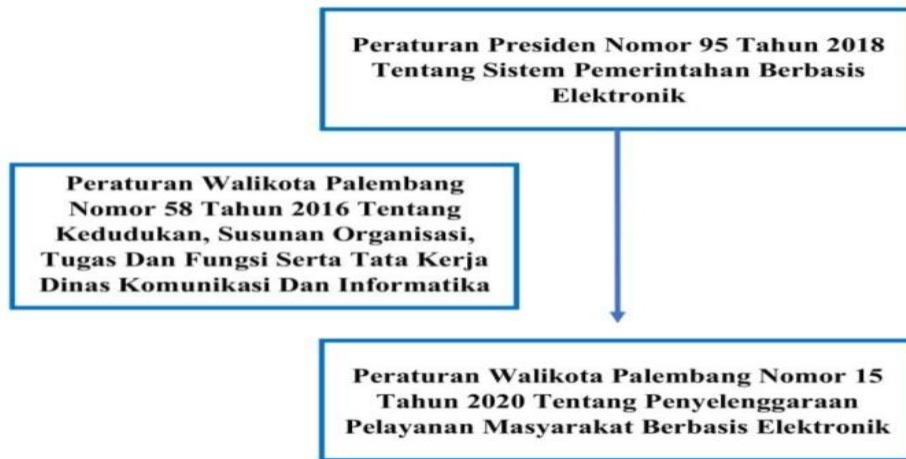 Peraturan Presiden Nomor 95 Tahun 2018
Tentang Sistem Pemerintahan Berbasis
Elektronik
Peraturan Walikota Palembang
Nomor 58 Tahun 2016 Tentang
Kedudukan, Susunan Organisasi,
Tugas Dan Fungsi Serta Tata Kerja
Dinas Komunikasi Dan Informatika
Peraturan Walikota Palembang Nomor 15
Tahun 2020 Tentang Penyelenggaraan
Pelayanan Masyarakat Berbasis Elektronik